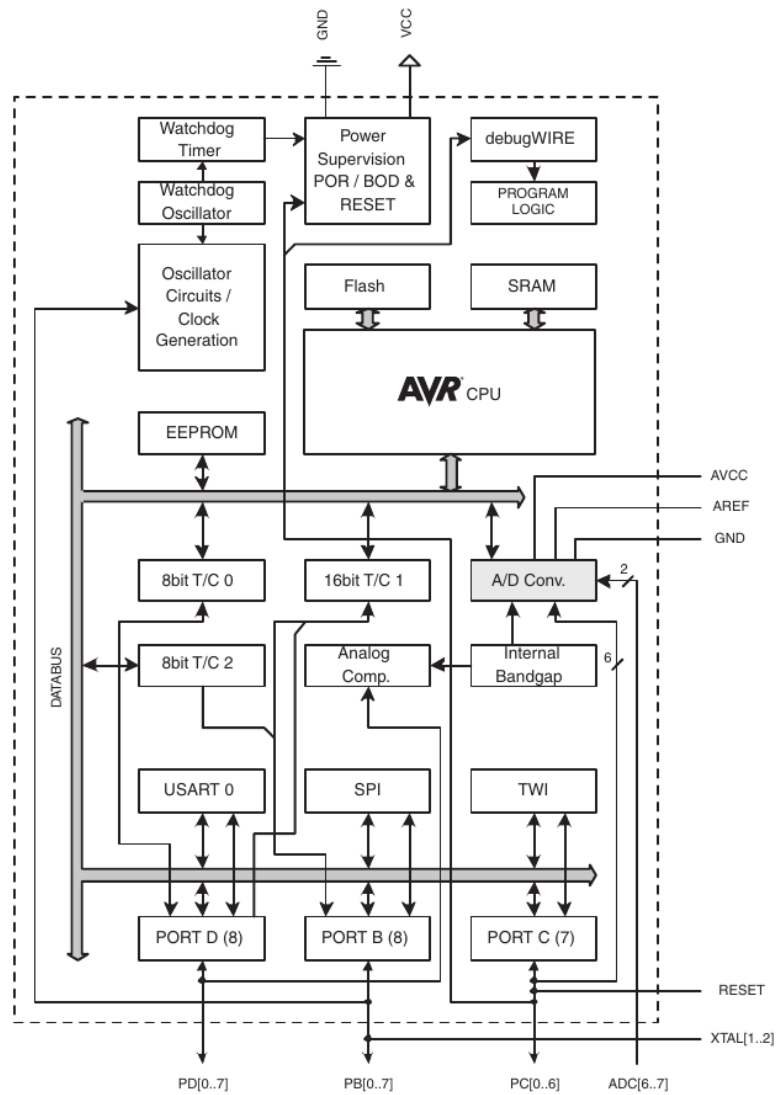 GND
VCC
Watchdog
Timer
Power
Supervision
POR / BOD &
RESET
debugWIRE
Watchdog
Oscillator
PROGRAM
LOGIC
Oscillator
Circuits /
Clock
Generation
Flash
SRAM
AVR® CPU
EEPROM
AVCC
AREF
GND
8bit T/C 0
16bit T/C 1
A/D Conv.
2
8bit T/C 2
Analog
Comp.
Internal
Bandgap
6
DATABUS
USART 0
SPI
TWI
PORT D (8)
PORT B (8)
PORT C (7)
RESET
XTAL[1..2]
PD[0..7]
PB[0..7]
PC[0..6]
ADC[6..7]